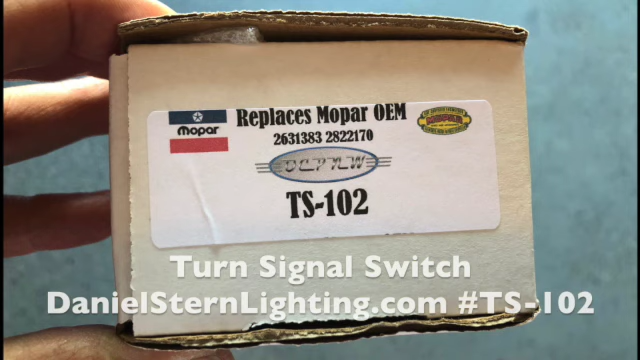 Replaces Mopar OEM
mopar
2631383 2822170
TS-102
Turn Signal Switch
DanielSternLighting.com #TS-102